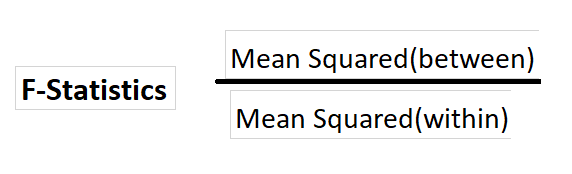 Mean Squared(between)
F-Statistics
Mean Squared(within)